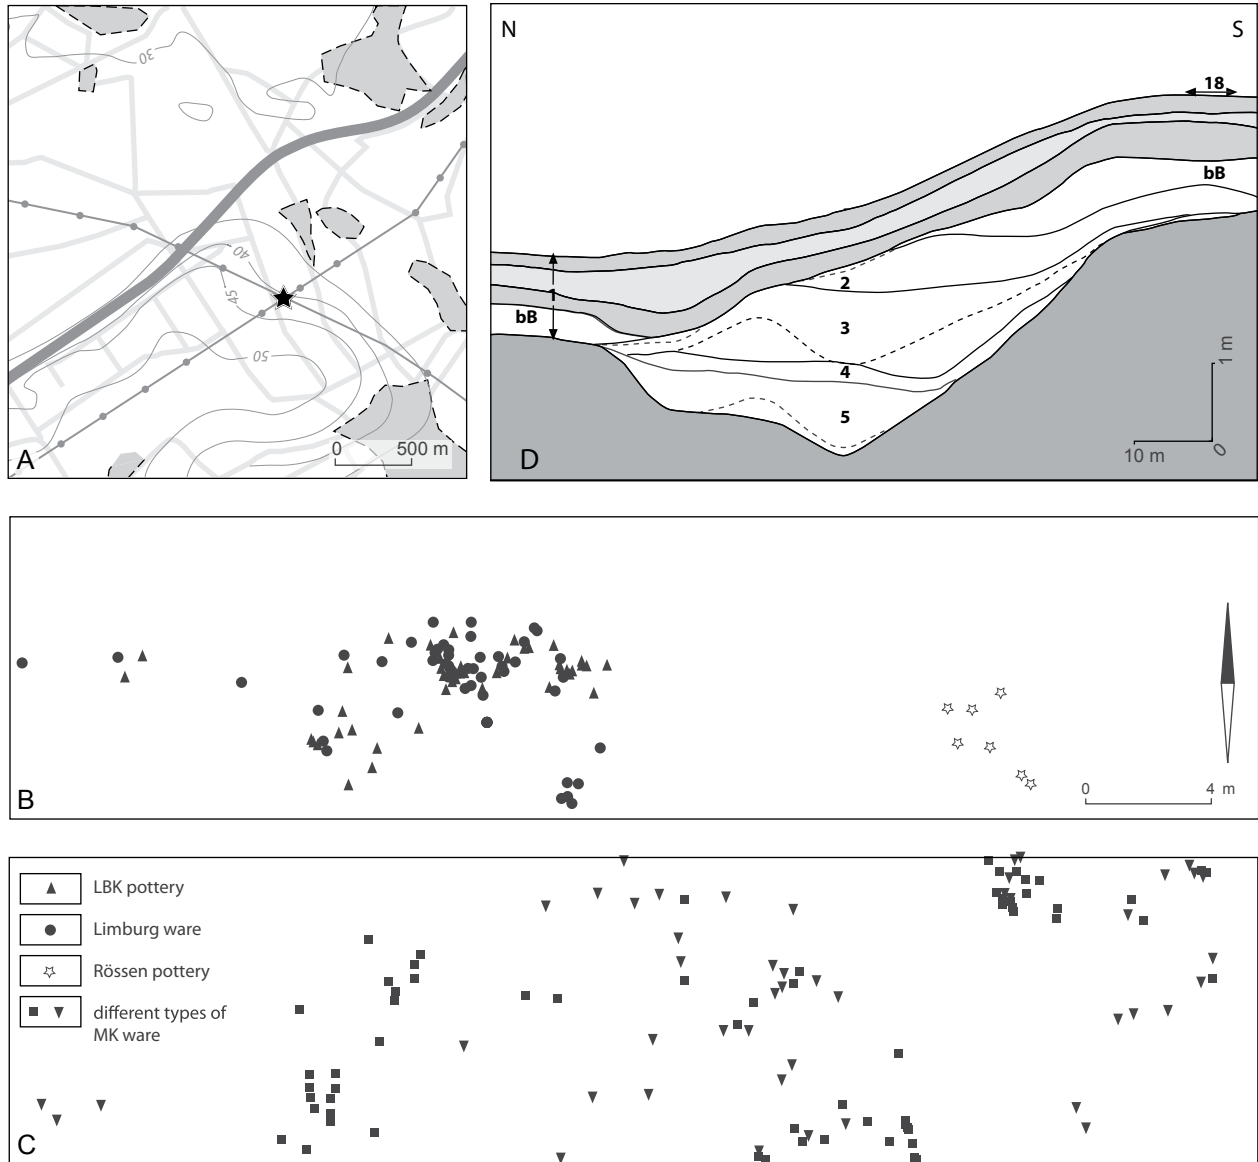 30
40
45
50
0 500 m
A
N S
18
bB
1
2
bB
3
4
5
1 m
10 m 0
D
0 4 m
B
LBK pottery
Limburg ware
Rössen pottery
different types of
MK ware
C